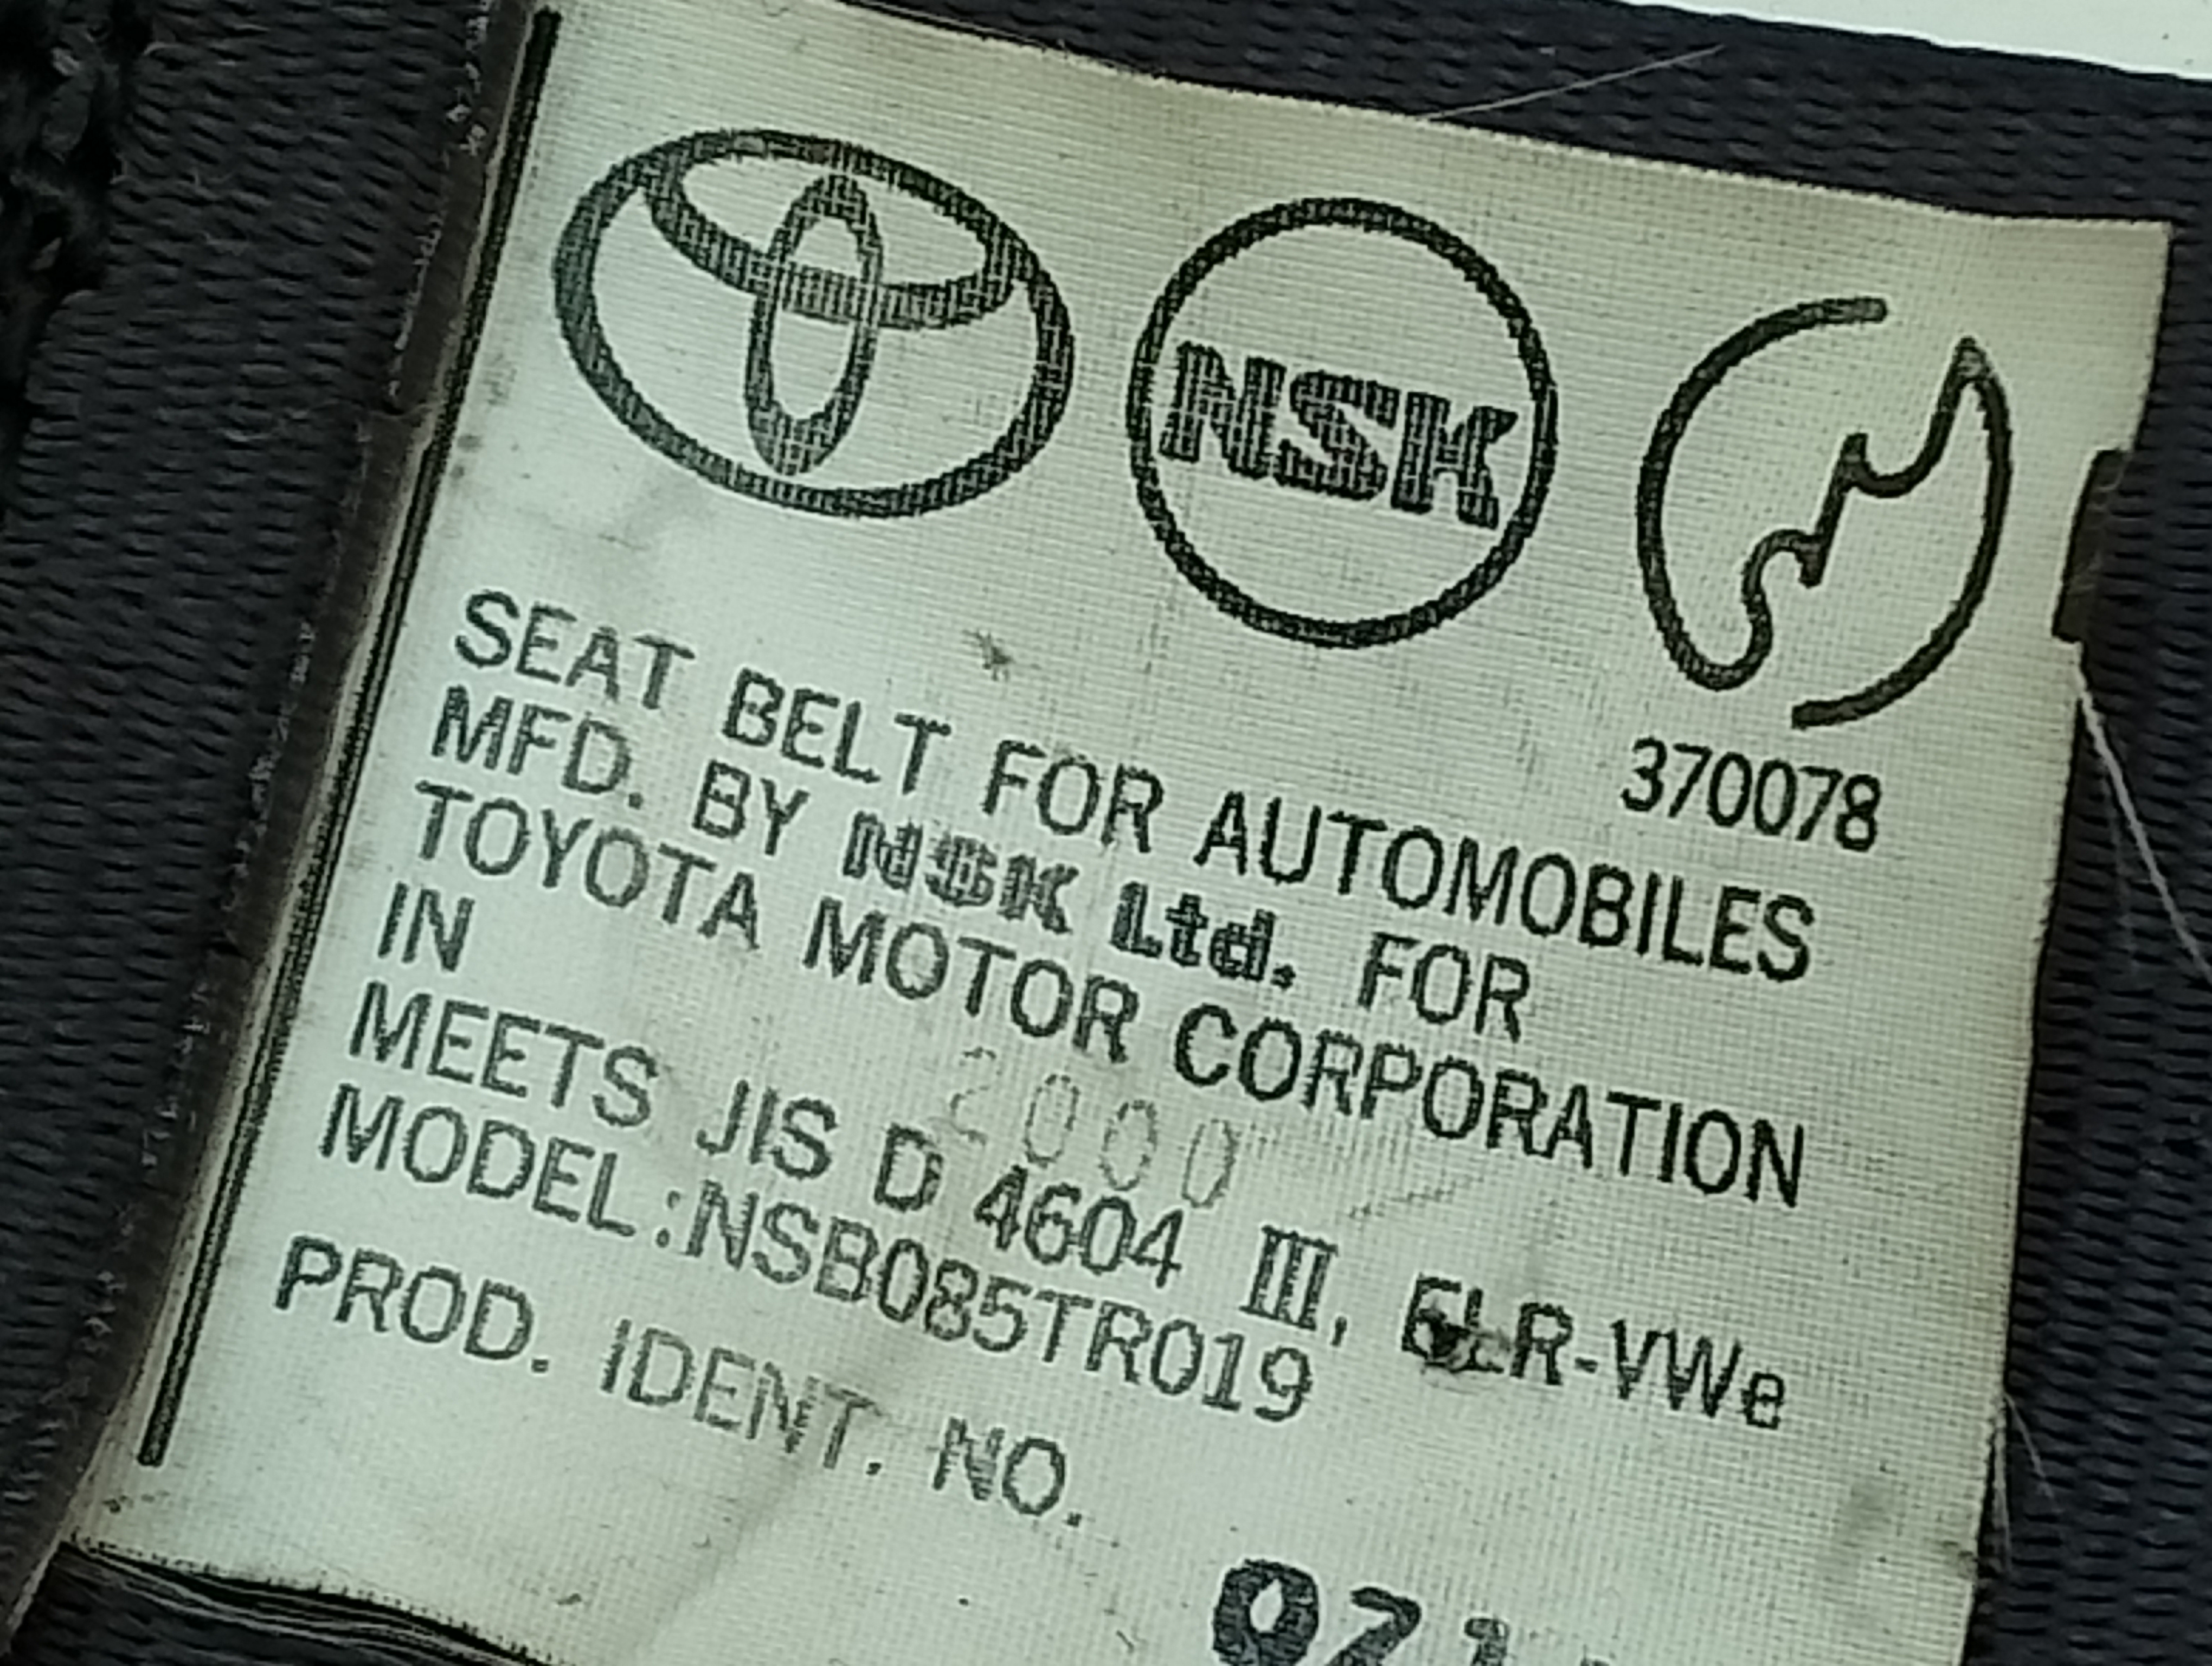 NSK
370078
SEAT BELT FOR AUTOMOBILES
MFD. BY NSK Ltd. FOR
TOYOTA MOTOR CORPORATION
IN 2000
MEETS JIS D 4604 III, ELR-VWe
MODEL:NSB085TR019
PROD. IDENT. NO.